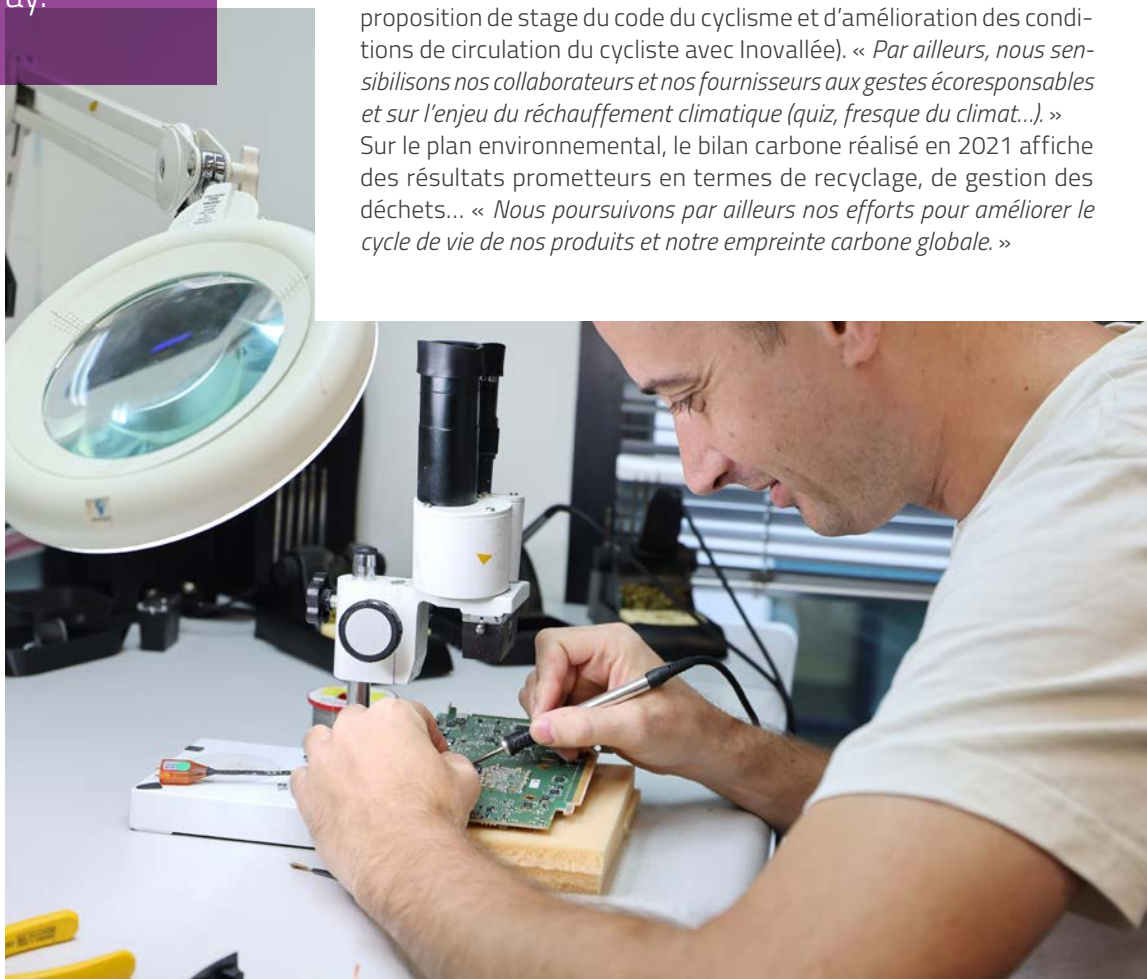 ay.
proposition de stage du code du cyclisme et d’amélioration des condi-
tions de circulation du cycliste avec Inovallée). « Par ailleurs, nous sen-
sibilisons nos collaborateurs et nos fournisseurs aux gestes écoresponsables
et sur l’enjeu du réchauffement climatique (quiz, fresque du climat…). »
Sur le plan environnemental, le bilan carbone réalisé en 2021 affiche
des résultats prometteurs en termes de recyclage, de gestion des
déchets… « Nous poursuivons par ailleurs nos efforts pour améliorer le
cycle de vie de nos produits et notre empreinte carbone globale. »